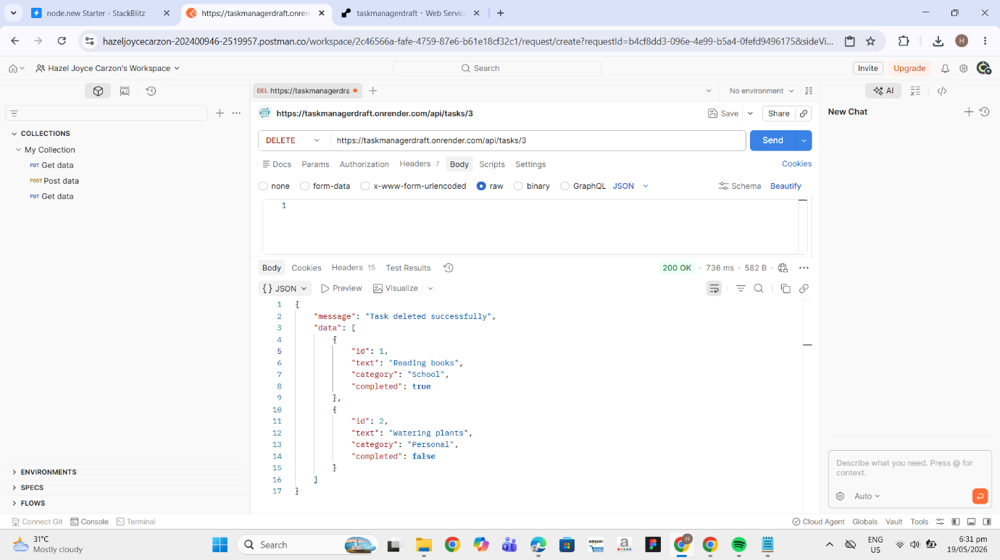 node.new Starter - StackBlitz
https://taskmanagerdraft.onren
taskmanagerdraft・Web Servic
hazeljoycecarzon-202400946-2519957.postman.co/workspace/2c46566a-fafe-4759-87e6-b61e18cf32c1/request/create?requestId=b4cf8dd3-096e-4e99-b5a4-0fefd9496175&sideVi...
H
Hazel Joyce Carzon's Workspace
Search
Invite
Upgrade
DEL https://taskmanagerdra
No environment
AI
HTTP https://taskmanagerdraft.onrender.com/api/tasks/3
Save
Share
New Chat
COLLECTIONS
My Collection
PUT Get data
POST Post data
PUT Get data
DELETE
https://taskmanagerdraft.onrender.com/api/tasks/3
Send
Docs
Params
Authorization
Headers 7
Body
Scripts
Settings
Cookies
none
form-data
x-www-form-urlencoded
raw
binary
GraphQL
JSON
Schema
Beautify
1
Body
Cookies
Headers 15
Test Results
200 OK • 736 ms • 582 B
{} JSON
Preview
Visualize
1 {
2 "message": "Task deleted successfully",
3 "data": [
4 {
5 "id": 1,
6 "text": "Reading books",
7 "category": "School",
8 "completed": true
9 },
10 {
11 "id": 2,
12 "text": "Watering plants",
13 "category": "Personal",
14 "completed": false
15 }
16 ]
17 }
ENVIRONMENTS
SPECS
FLOWS
Describe what you need. Press @ for
context.
Auto
Connect Git
Console
Terminal
Cloud Agent
Globals
Vault
Tools
31°C
Mostly cloudy
Search
amazon
a
H
ENG
US
6:31 pm
19/05/2026